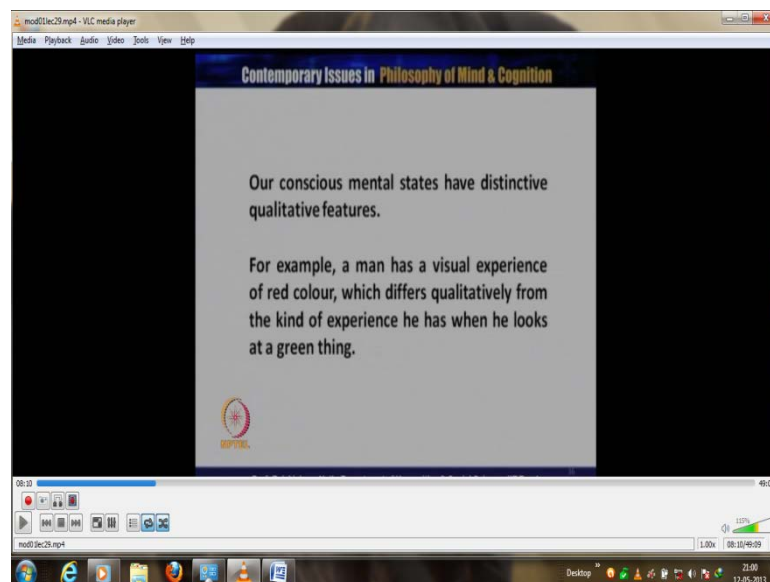 mod01lec29.mp4 - VLC media player
Media Playback Audio Video Tools View Help
Contemporary Issues in Philosophy of Mind & Cognition
Our conscious mental states have distinctive
qualitative features.
For example, a man has a visual experience
of red colour, which differs qualitatively from
the kind of experience he has when he looks
at a green thing.
NPTEL
08:10
115%
mod01lec29.mp4 1.00x 08:10/49:09
Desktop
21:00